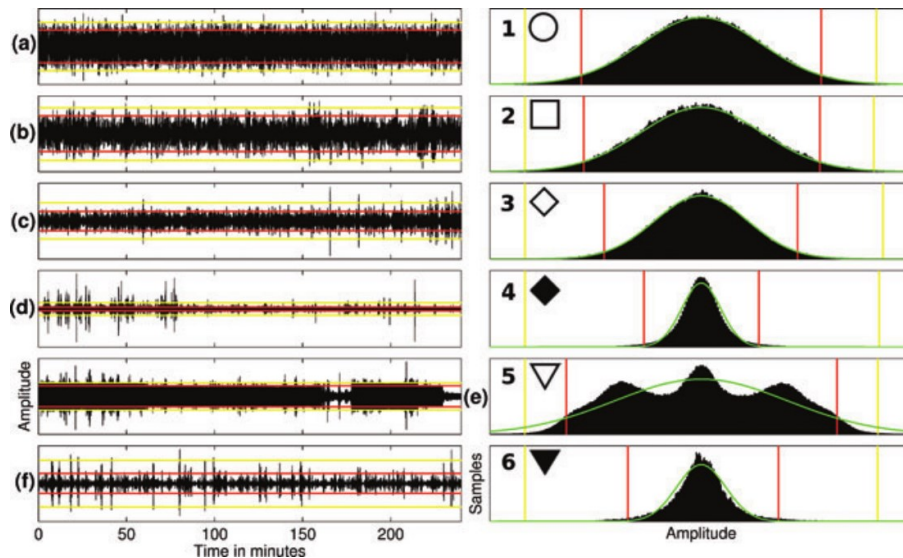 (a)
1
(b)
2
(c)
3
(d)
4
Amplitude
(e)
5
(f)
Samples
6
0 50 100 150 200
Time in minutes
Amplitude